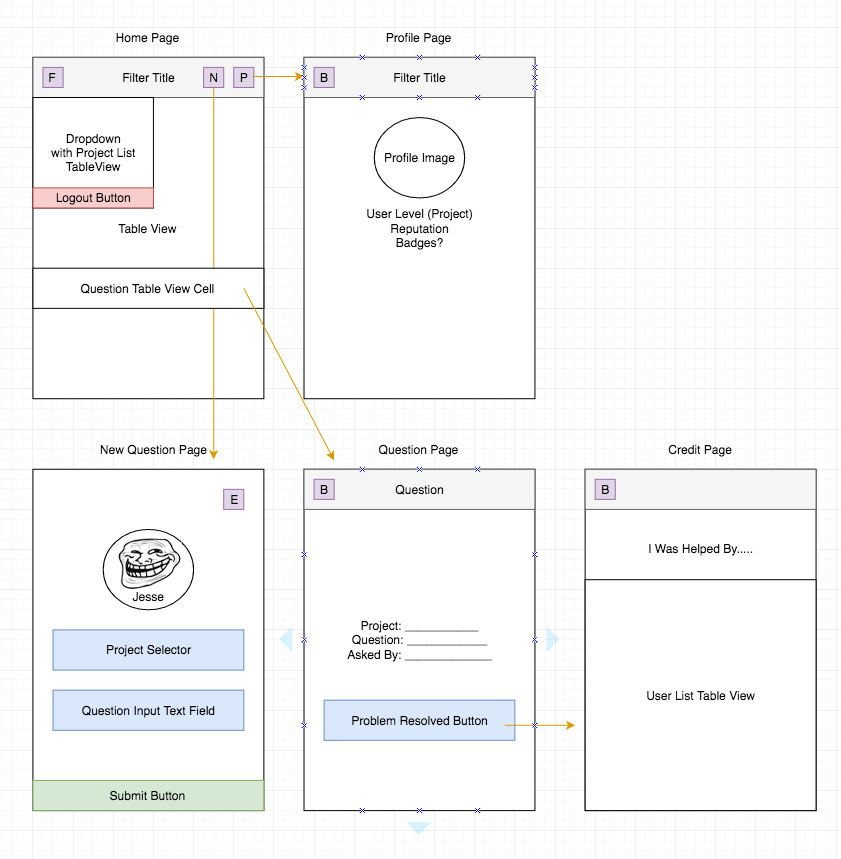 Home Page
Profile Page
F
Filter Title
N
P
B
Filter Title
Dropdown
with Project List
TableView
Logout Button
Table View
Question Table View Cell
Profile Image
User Level (Project)
Reputation
Badges?
New Question Page
Question Page
Credit Page
E
Jesse
Project Selector
Question Input Text Field
Submit Button
B
Question
Project: ___________
Question: ____________
Asked By: _____________
Problem Resolved Button
B
I Was Helped By.....
User List Table View